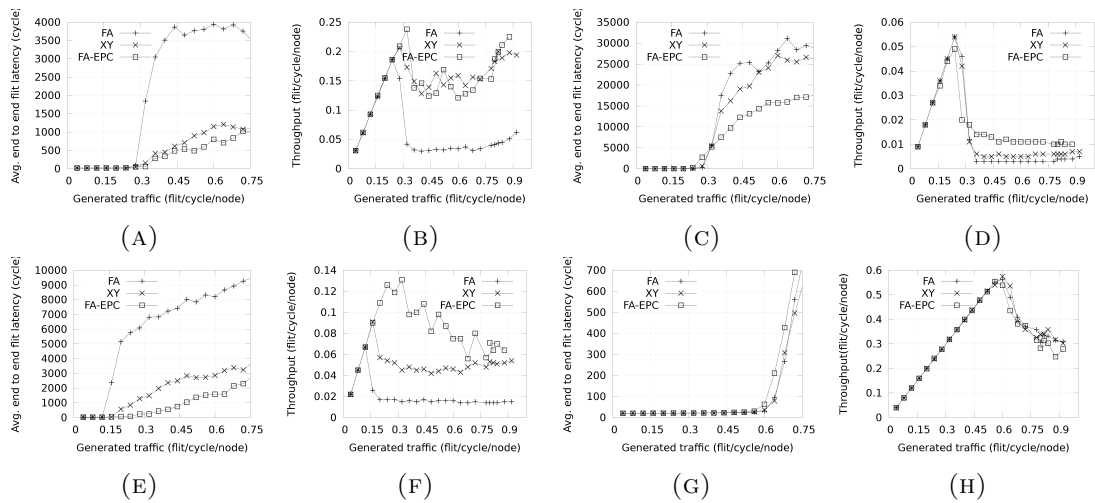 Avg. end to end flit latency (cycle)
4000
3500
3000
2500
2000
1500
1000
500
0
FA
XY
FA-EPC
0 0.15 0.3 0.45 0.6 0.75
Generated traffic (flit/cycle/node)
(A)
Throughput (flit/cycle/node)
0.25
0.2
0.15
0.1
0.05
0
FA
XY
FA-EPC
0 0.15 0.3 0.45 0.6 0.75 0.9
Generated traffic (flit/cycle/node)
(B)
Avg. end to end flit latency (cycle)
35000
30000
25000
20000
15000
10000
5000
0
FA
XY
FA-EPC
0 0.15 0.3 0.45 0.6 0.75
Generated traffic (flit/cycle/node)
(C)
Throughput (flit/cycle/node)
0.06
0.05
0.04
0.03
0.02
0.01
0
FA
XY
FA-EPC
0 0.15 0.3 0.45 0.6 0.75 0.9
Generated traffic (flit/cycle/node)
(D)
Avg. end to end flit latency (cycle)
10000
9000
8000
7000
6000
5000
4000
3000
2000
1000
0
FA
XY
FA-EPC
0 0.15 0.3 0.45 0.6 0.75
Generated traffic (flit/cycle/node)
(E)
Throughput (flit/cycle/node)
0.14
0.12
0.1
0.08
0.06
0.04
0.02
0
FA
XY
FA-EPC
0 0.15 0.3 0.45 0.6 0.75 0.9
Generated traffic (flit/cycle/node)
(F)
Avg. end to end flit latency (cycle)
700
600
500
400
300
200
100
0
FA
XY
FA-EPC
0 0.15 0.3 0.45 0.6 0.75
Generated traffic (flit/cycle/node)
(G)
Throughput(flit/cycle/node)
0.6
0.5
0.4
0.3
0.2
0.1
0
FA
XY
FA-EPC
0 0.15 0.3 0.45 0.6 0.75 0.9
Generated traffic (flit/cycle/node)
(H)